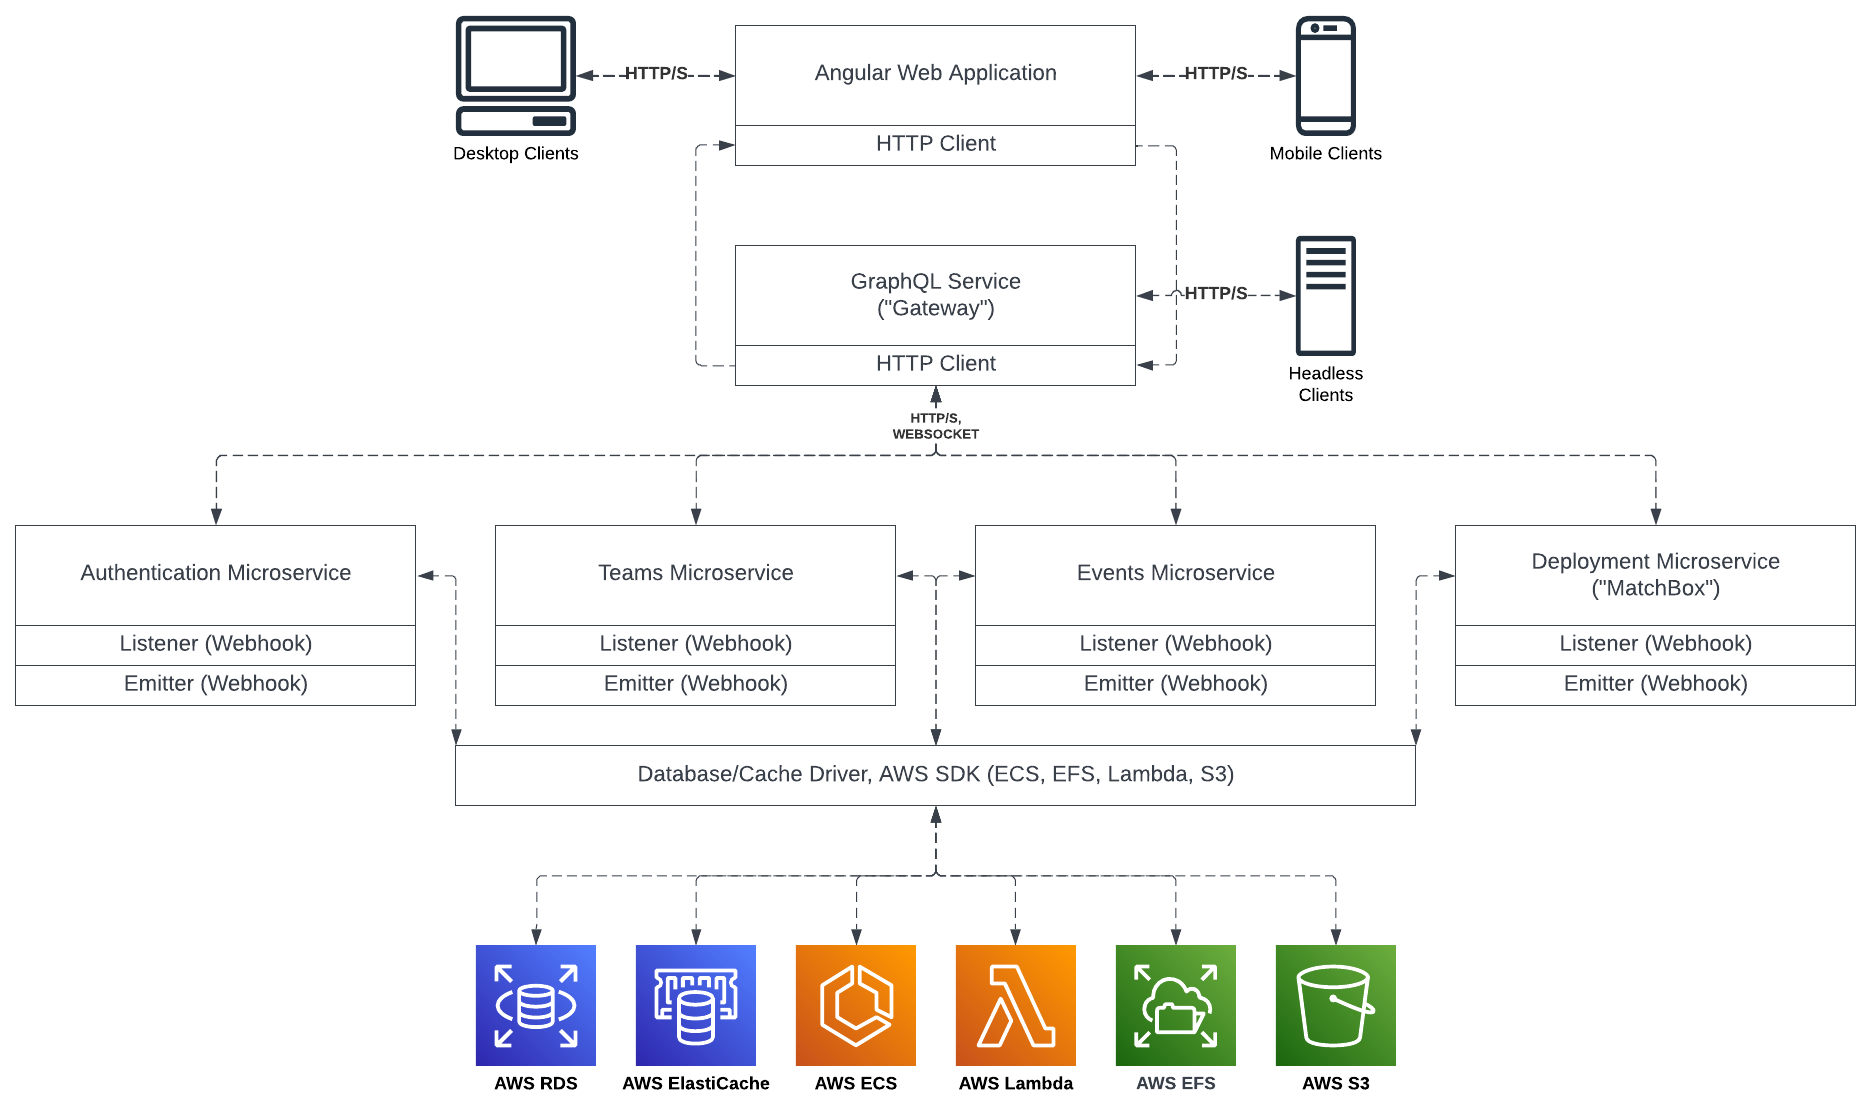 HTTP/S
Angular Web Application
HTTP/S
HTTP Client
Desktop Clients
Mobile Clients
GraphQL Service
("Gateway")
HTTP/S
HTTP Client
Headless
Clients
HTTP/S,
WEBSOCKET
Authentication Microservice
Listener (Webhook)
Emitter (Webhook)
Teams Microservice
Listener (Webhook)
Emitter (Webhook)
Events Microservice
Listener (Webhook)
Emitter (Webhook)
Deployment Microservice
("MatchBox")
Listener (Webhook)
Emitter (Webhook)
Database/Cache Driver, AWS SDK (ECS, EFS, Lambda, S3)
AWS RDS
AWS ElastiCache
AWS ECS
AWS Lambda
AWS EFS
AWS S3